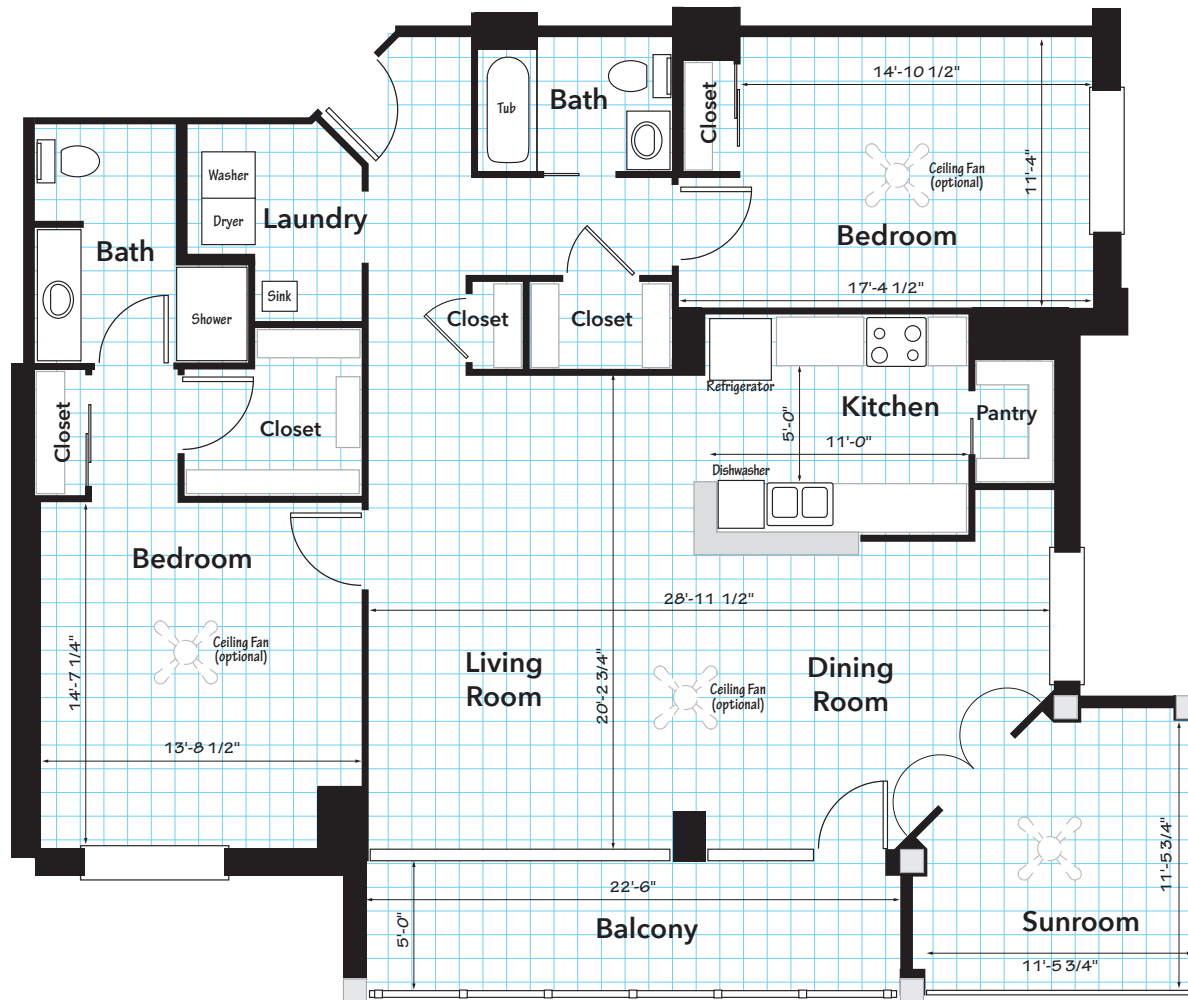 Tub
Bath
Closet
14'-10 1/2"
Ceiling Fan
(optional)
11'-4"
Bedroom
17'-4 1/2"
Washer
Dryer
Laundry
Bath
Sink
Shower
Closet
Closet
Refrigerator
Kitchen
5'-0"
11'-0"
Pantry
Closet
Closet
Dishwasher
Bedroom
28'-11 1/2"
Ceiling Fan
(optional)
14'-7 1/4"
13'-8 1/2"
Living
Room
20'-2 3/4"
Ceiling Fan
(optional)
Dining
Room
22'-6"
5'-0"
Balcony
11'-5 3/4"
Sunroom
11'-5 3/4"